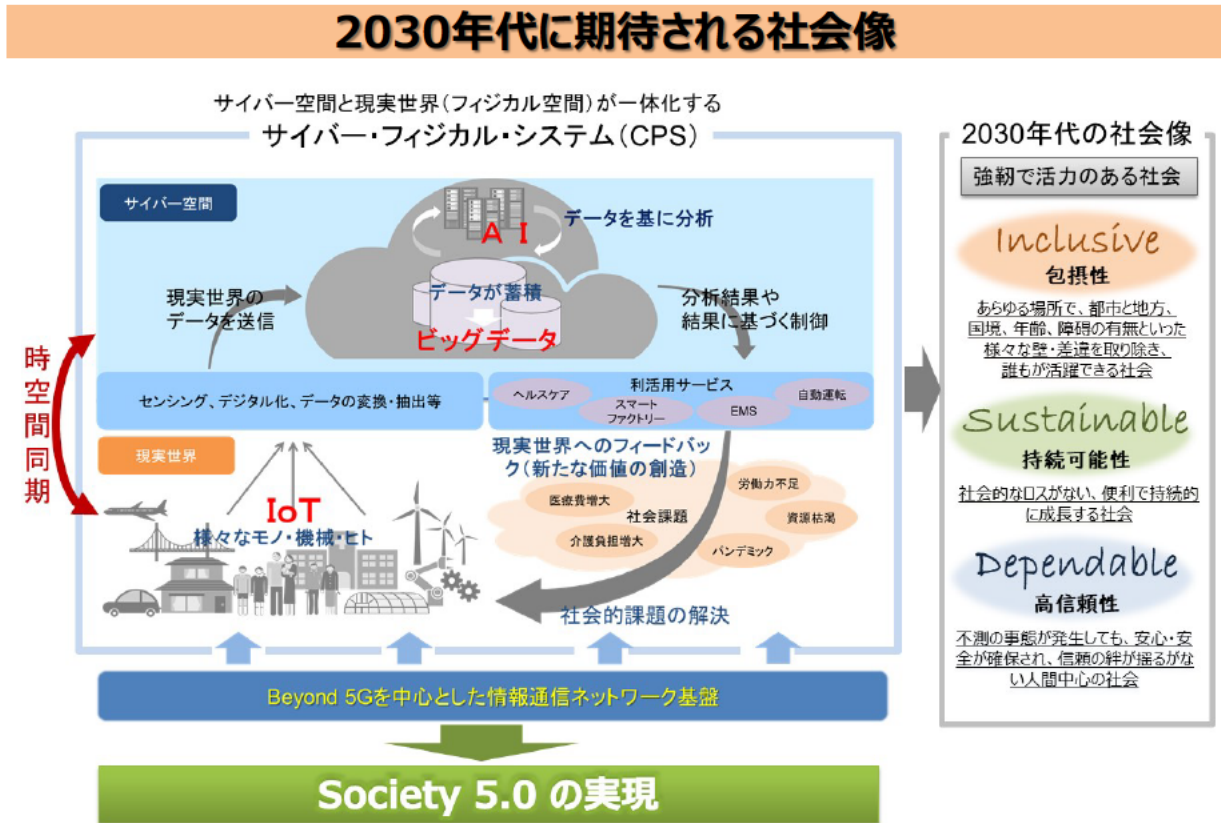 2030年代に期待される社会像
サイバー空間と現実世界(フィジカル空間)が一体化する
サイバー・フィジカル・システム(CPS)
サイバー空間
AI
データを基に分析
データが蓄積
ビッグデータ
現実世界の
データを送信
分析結果や
結果に基づく制御
時空間同期
センシング、デジタル化、データの変換・抽出等
利活用サービス
ヘルスケア
スマート
ファクトリー
EMS
自動運転
現実世界
IoT
様々なモノ・機械・ヒト
現実世界へのフィードバッ
ク(新たな価値の創造)
医療費増大
労働力不足
社会課題
資源枯渇
介護負担増大
パンデミック
社会的課題の解決
Beyond 5Gを中心とした情報通信ネットワーク基盤
Society 5.0 の実現
2030年代の社会像
強靭で活力のある社会
Inclusive
包摂性
あらゆる場所で、都市と地方、
国境、年齢、障碍の有無といった
様々な壁・差違を取り除き、
誰もが活躍できる社会
Sustainable
持続可能性
社会的なロスがない、便利で持続的
に成長する社会
Dependable
高信頼性
不測の事態が発生しても、安心・安
全が確保され、信頼の絆が揺るがな
い人間中心の社会